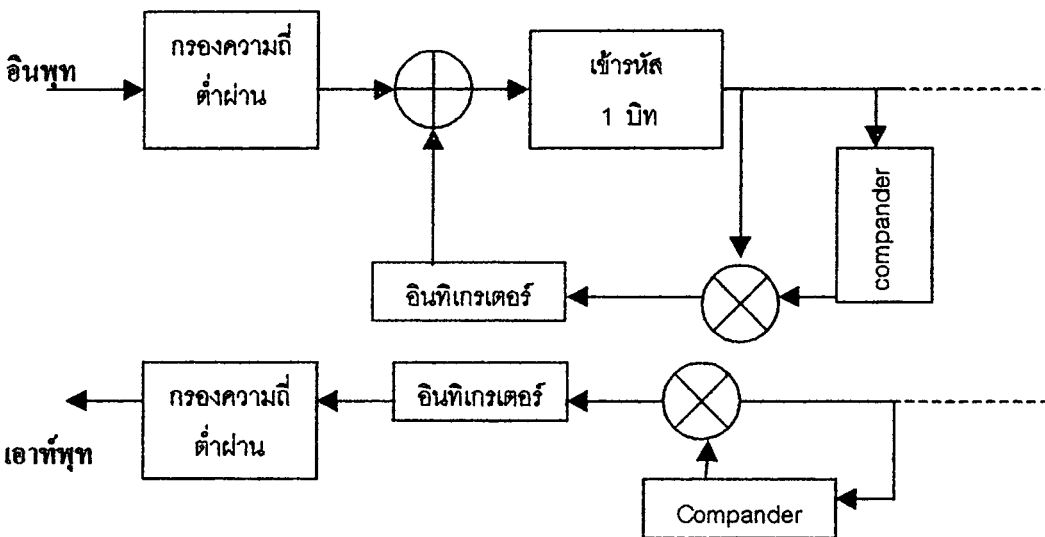 อินพุท
กรองความถี่
ต่ำผ่าน
เข้ารหัส
1 บิท
compander
อินทิเกรเตอร์
กรองความถี่
ต่ำผ่าน
อินทิเกรเตอร์
เอาท์พุท
Compander